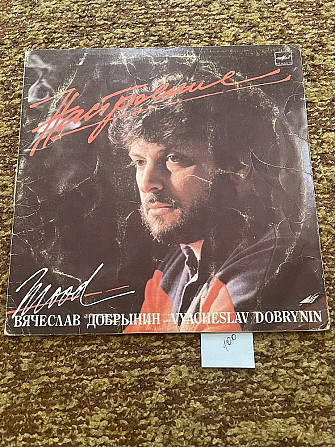 Настроение
Mood
ВЯЧЕСЛАВ ДОБРЫНИН – VYACHESLAV DOBRYNIN
100